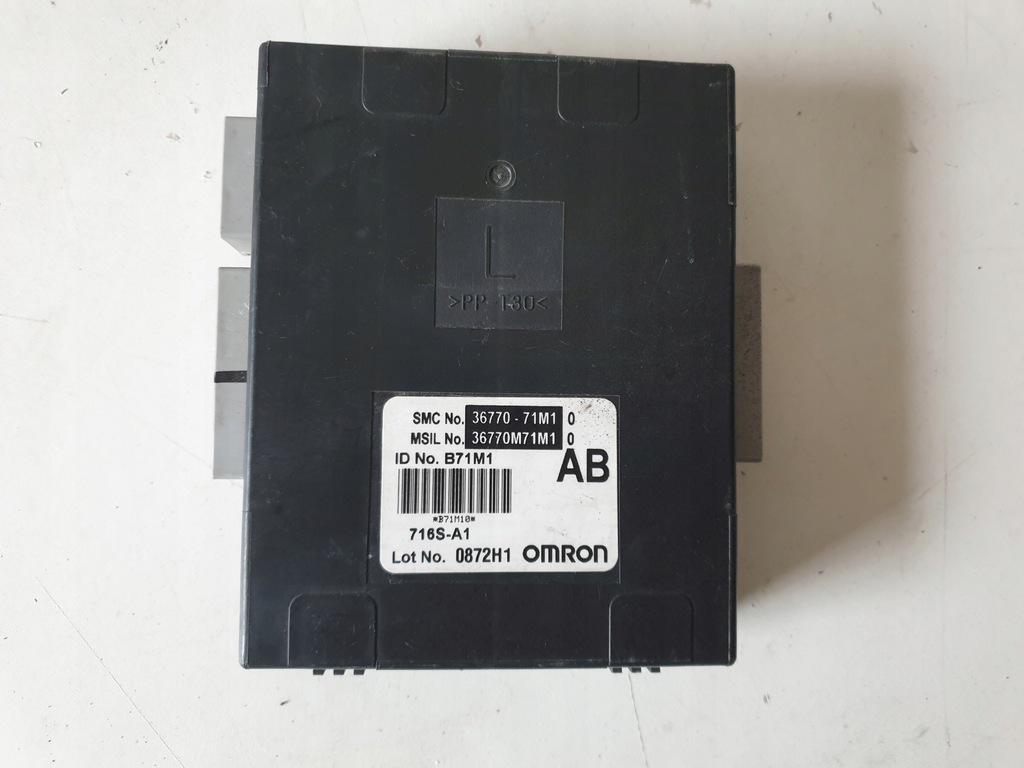 L
>PP-T30<
SMC No. 36770-71M1 0
MSIL No. 36770M71M1 0
ID No. B71M1
AB
*B71M10*
716S-A1
Lot No. 0872H1 OMRON